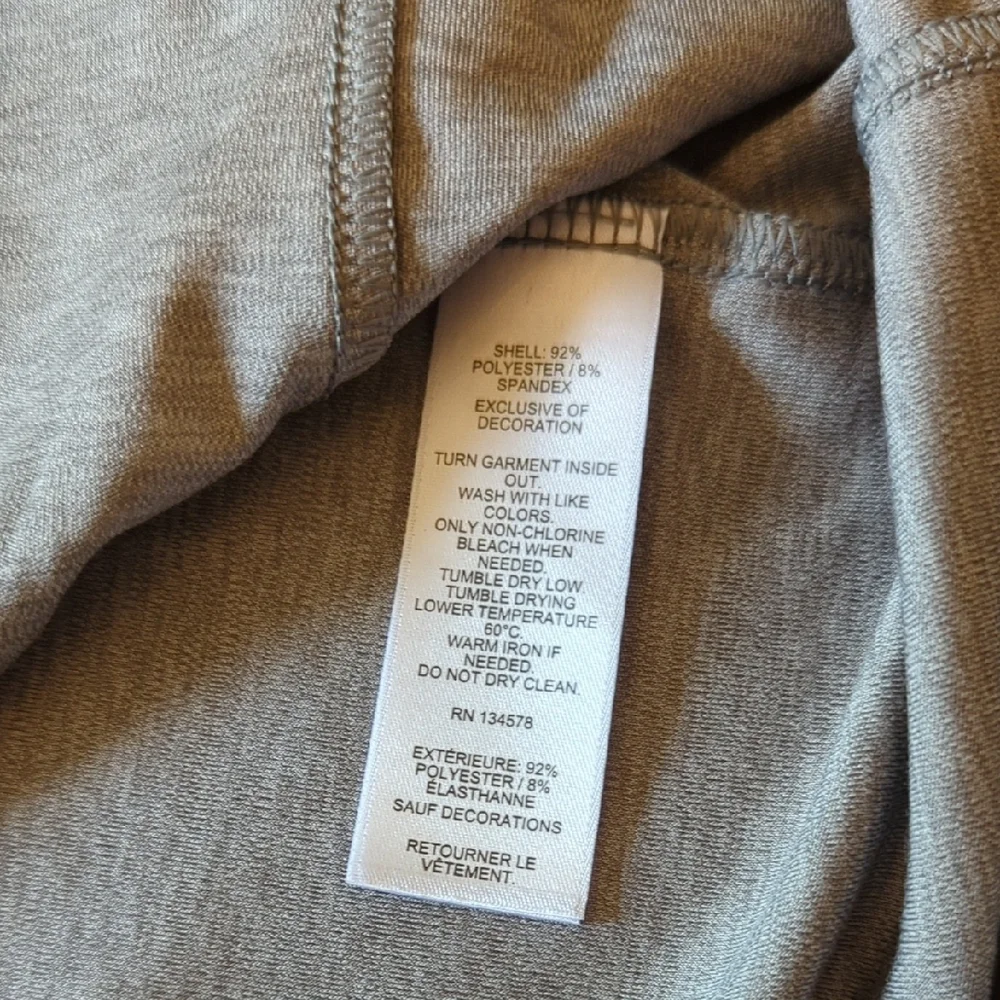 SHELL: 92%
POLYESTER / 8%
SPANDEX
EXCLUSIVE OF
DECORATION
TURN GARMENT INSIDE
OUT.
WASH WITH LIKE
COLORS.
ONLY NON-CHLORINE
BLEACH WHEN
NEEDED.
TUMBLE DRY LOW.
TUMBLE DRYING
LOWER TEMPERATURE
60°C.
WARM IRON IF
NEEDED.
DO NOT DRY CLEAN.
RN 134578
EXTÉRIEURE: 92%
POLYESTER / 8%
ÉLASTHANNE
SAUF DECORATIONS
RETOURNER LE
VÊTEMENT.